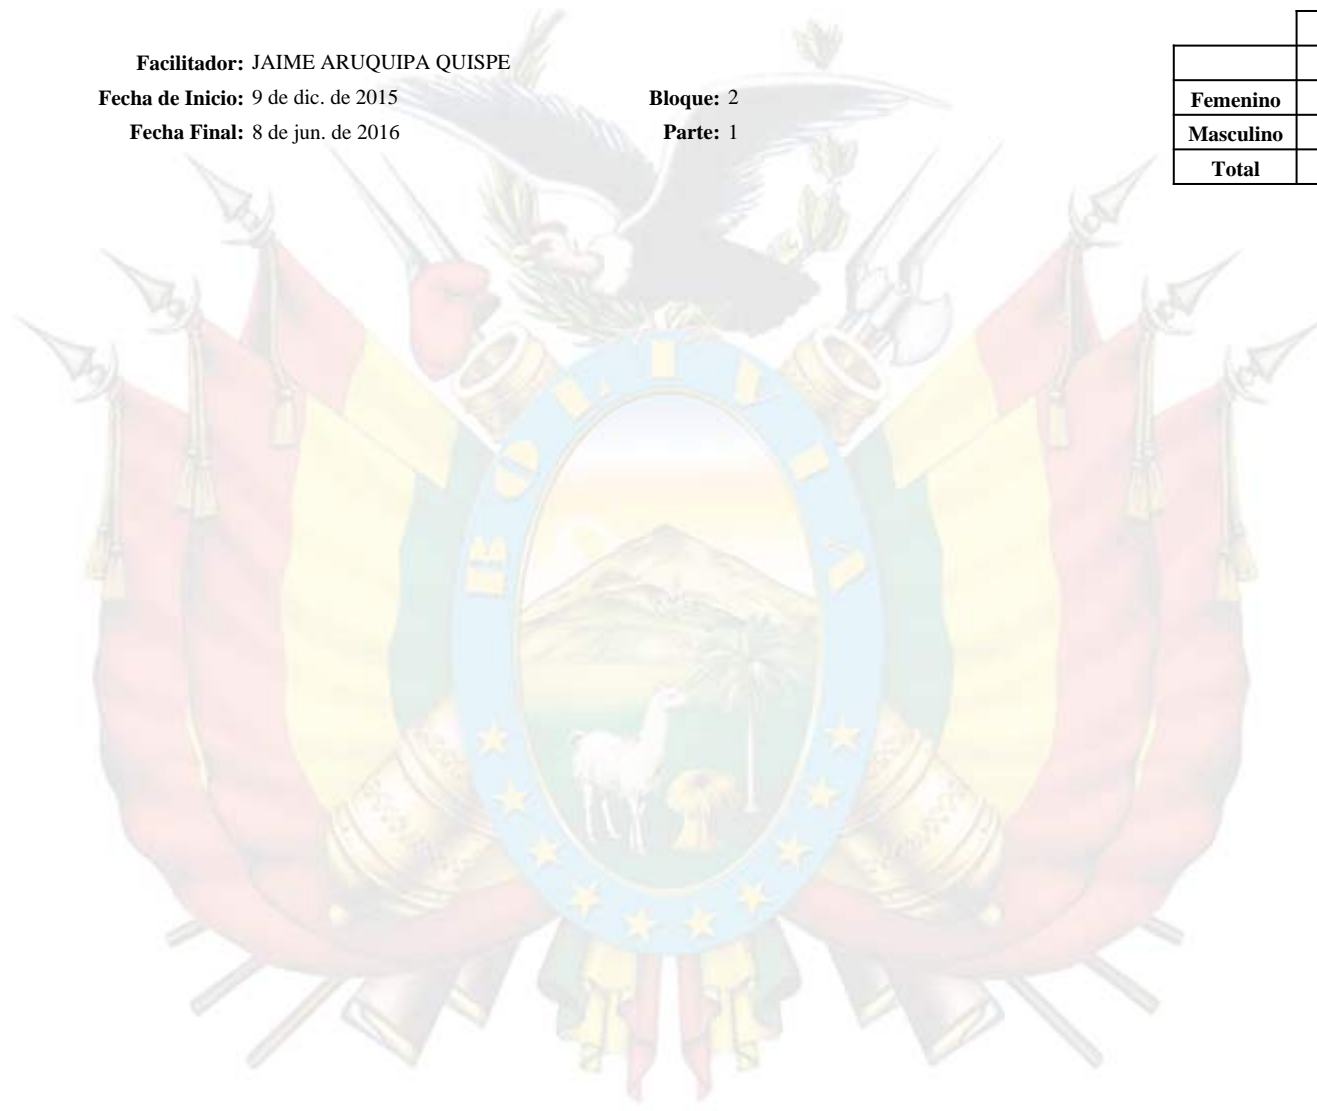 Facilitador: JAIME ARUQUIPA QUISPE
Fecha de Inicio: 9 de dic. de 2015 Bloque: 2
Fecha Final: 8 de jun. de 2016 Parte: 1
Femenino
Masculino
Total
BOLIVIA